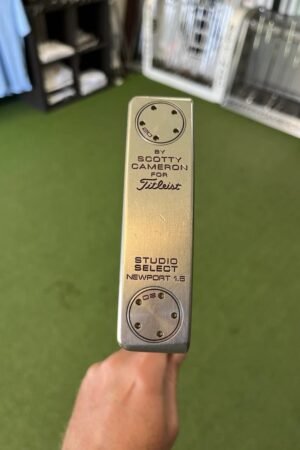 BY
SCOTTY
CAMERON
FOR
Titleist
STUDIO
SELECT
NEWPORT 1.5